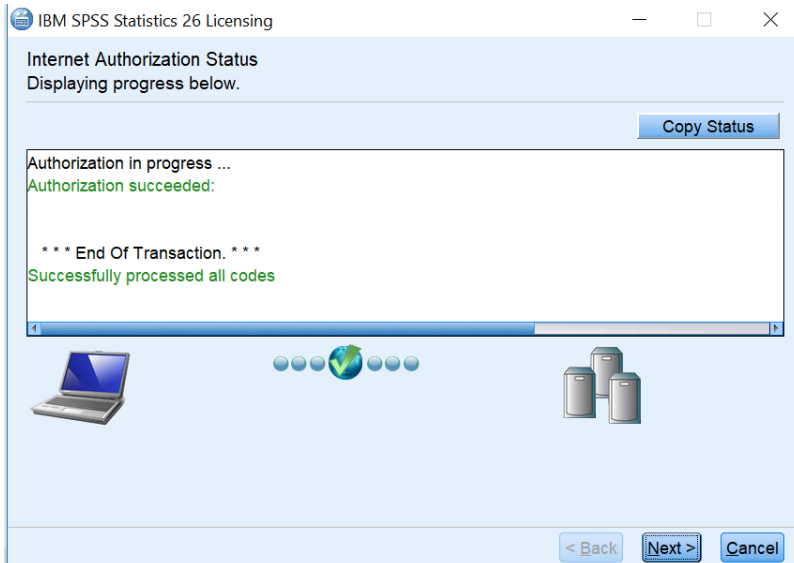 IBM SPSS Statistics 26 Licensing
Internet Authorization Status
Displaying progress below.
Copy Status
Authorization in progress ...
Authorization succeeded:
* * * End Of Transaction. * * *
Successfully processed all codes
< Back Next > Cancel